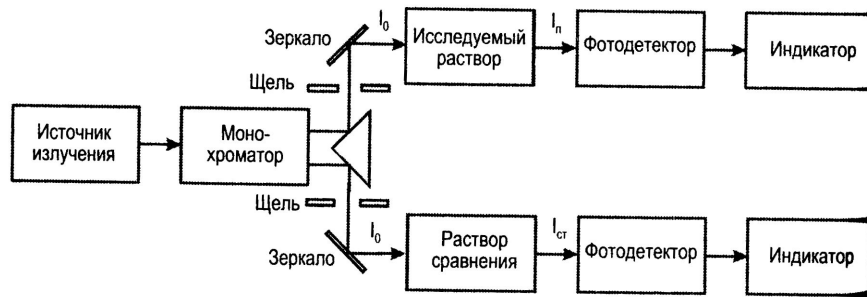 Зеркало
I₀
Исследуемый
раствор
Iп
Фотодетектор
Индикатор
Щель
Источник
излучения
Моно-
хроматор
Щель
Зеркало
I₀
Раствор
сравнения
Iст
Фотодетектор
Индикатор